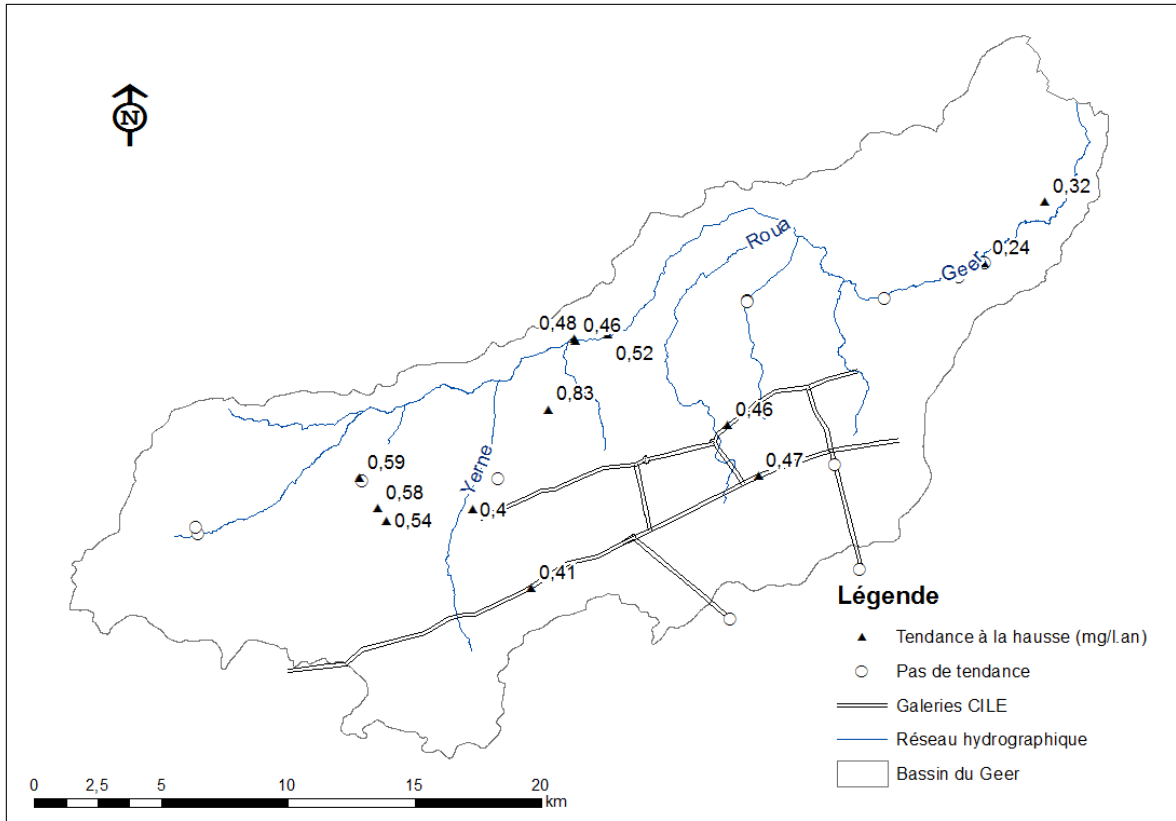 N
0,32
Roua
0,24
Geer
0,48
0,46
0,52
0,83
0,46
0,59
Yerne
0,47
0,58
0,4
0,54
0,41
Légende
Tendance à la hausse (mg/l.an)
Pas de tendance
Galeries CILE
Réseau hydrographique
Bassin du Geer
0 2,5 5 10 15 20
km